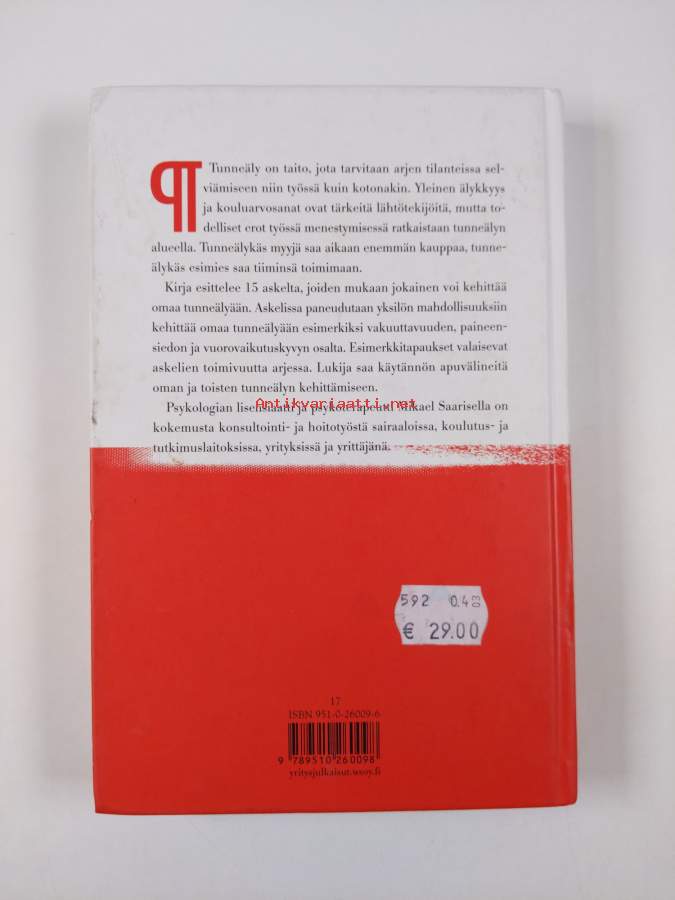 ¶ Tunneäly on taito, jota tarvitaan arjen tilanteissa sel-
viämiseen niin työssä kuin kotonakin. Yleinen älykkyys
ja kouluarvosanat ovat tärkeitä lähtötekijöitä, mutta to-
delliset erot työssä menestymisessä ratkaistaan tunneälyn
alueella. Tunneälykäs myyjä saa aikaan enemmän kauppaa, tunne-
älykäs esimies saa tiiminsä toimimaan.
Kirja esittelee 15 askelta, joiden mukaan jokainen voi kehittää
omaa tunneälyään. Askelissa paneudutaan yksilön mahdollisuuksiin
kehittää omaa tunneälyään esimerkiksi vakuuttavuuden, paineen-
siedon ja vuorovaikutuskyvyn osalta. Esimerkkitapaukset valaisevat
askelien toimivuutta arjessa. Lukija saa käytännön apuvälineitä
oman ja toisten tunneälyn kehittämiseen.
Antikvariaatti.net
Psykologian lisensiaatti ja psykoterapeutti Mikael Saarisella on
kokemusta konsultointi- ja hoitotyöstä sairaaloissa, koulutus- ja
tutkimuslaitoksissa, yrityksissä ja yrittäjänä.
592 0.4 03
€ 29.00
17
ISBN 951-0-26009-6
9 789510 260098
yritysjulkaisut.wsoy.fi